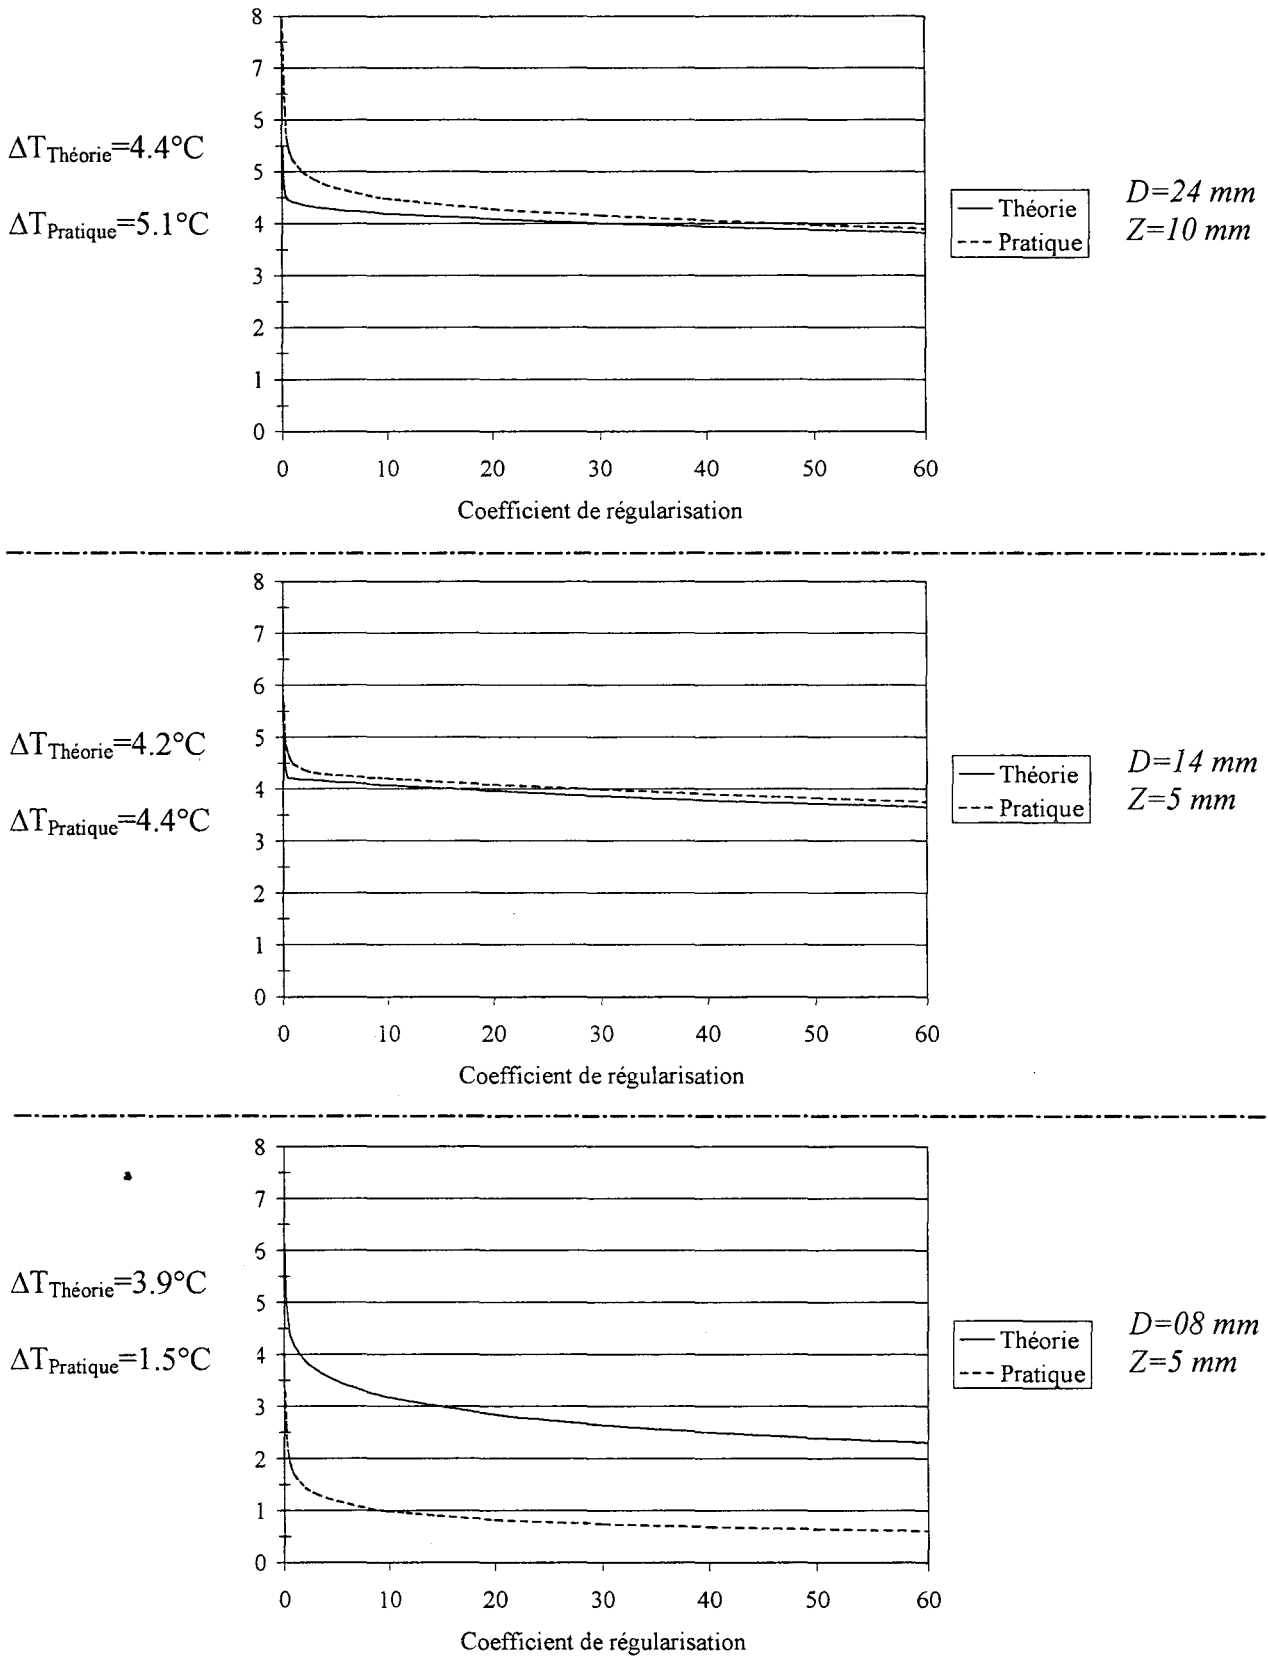 8
7
6
5
4
3
2
1
0
ΔTThéorie=4.4°C
ΔTPratique=5.1°C
Théorie
Pratique
D=24 mm
Z=10 mm
0 10 20 30 40 50 60
Coefficient de régularisation
8
7
6
5
4
3
2
1
0
ΔTThéorie=4.2°C
ΔTPratique=4.4°C
Théorie
Pratique
D=14 mm
Z=5 mm
0 10 20 30 40 50 60
Coefficient de régularisation
8
7
6
5
4
3
2
1
0
ΔTThéorie=3.9°C
ΔTPratique=1.5°C
Théorie
Pratique
D=08 mm
Z=5 mm
0 10 20 30 40 50 60
Coefficient de régularisation